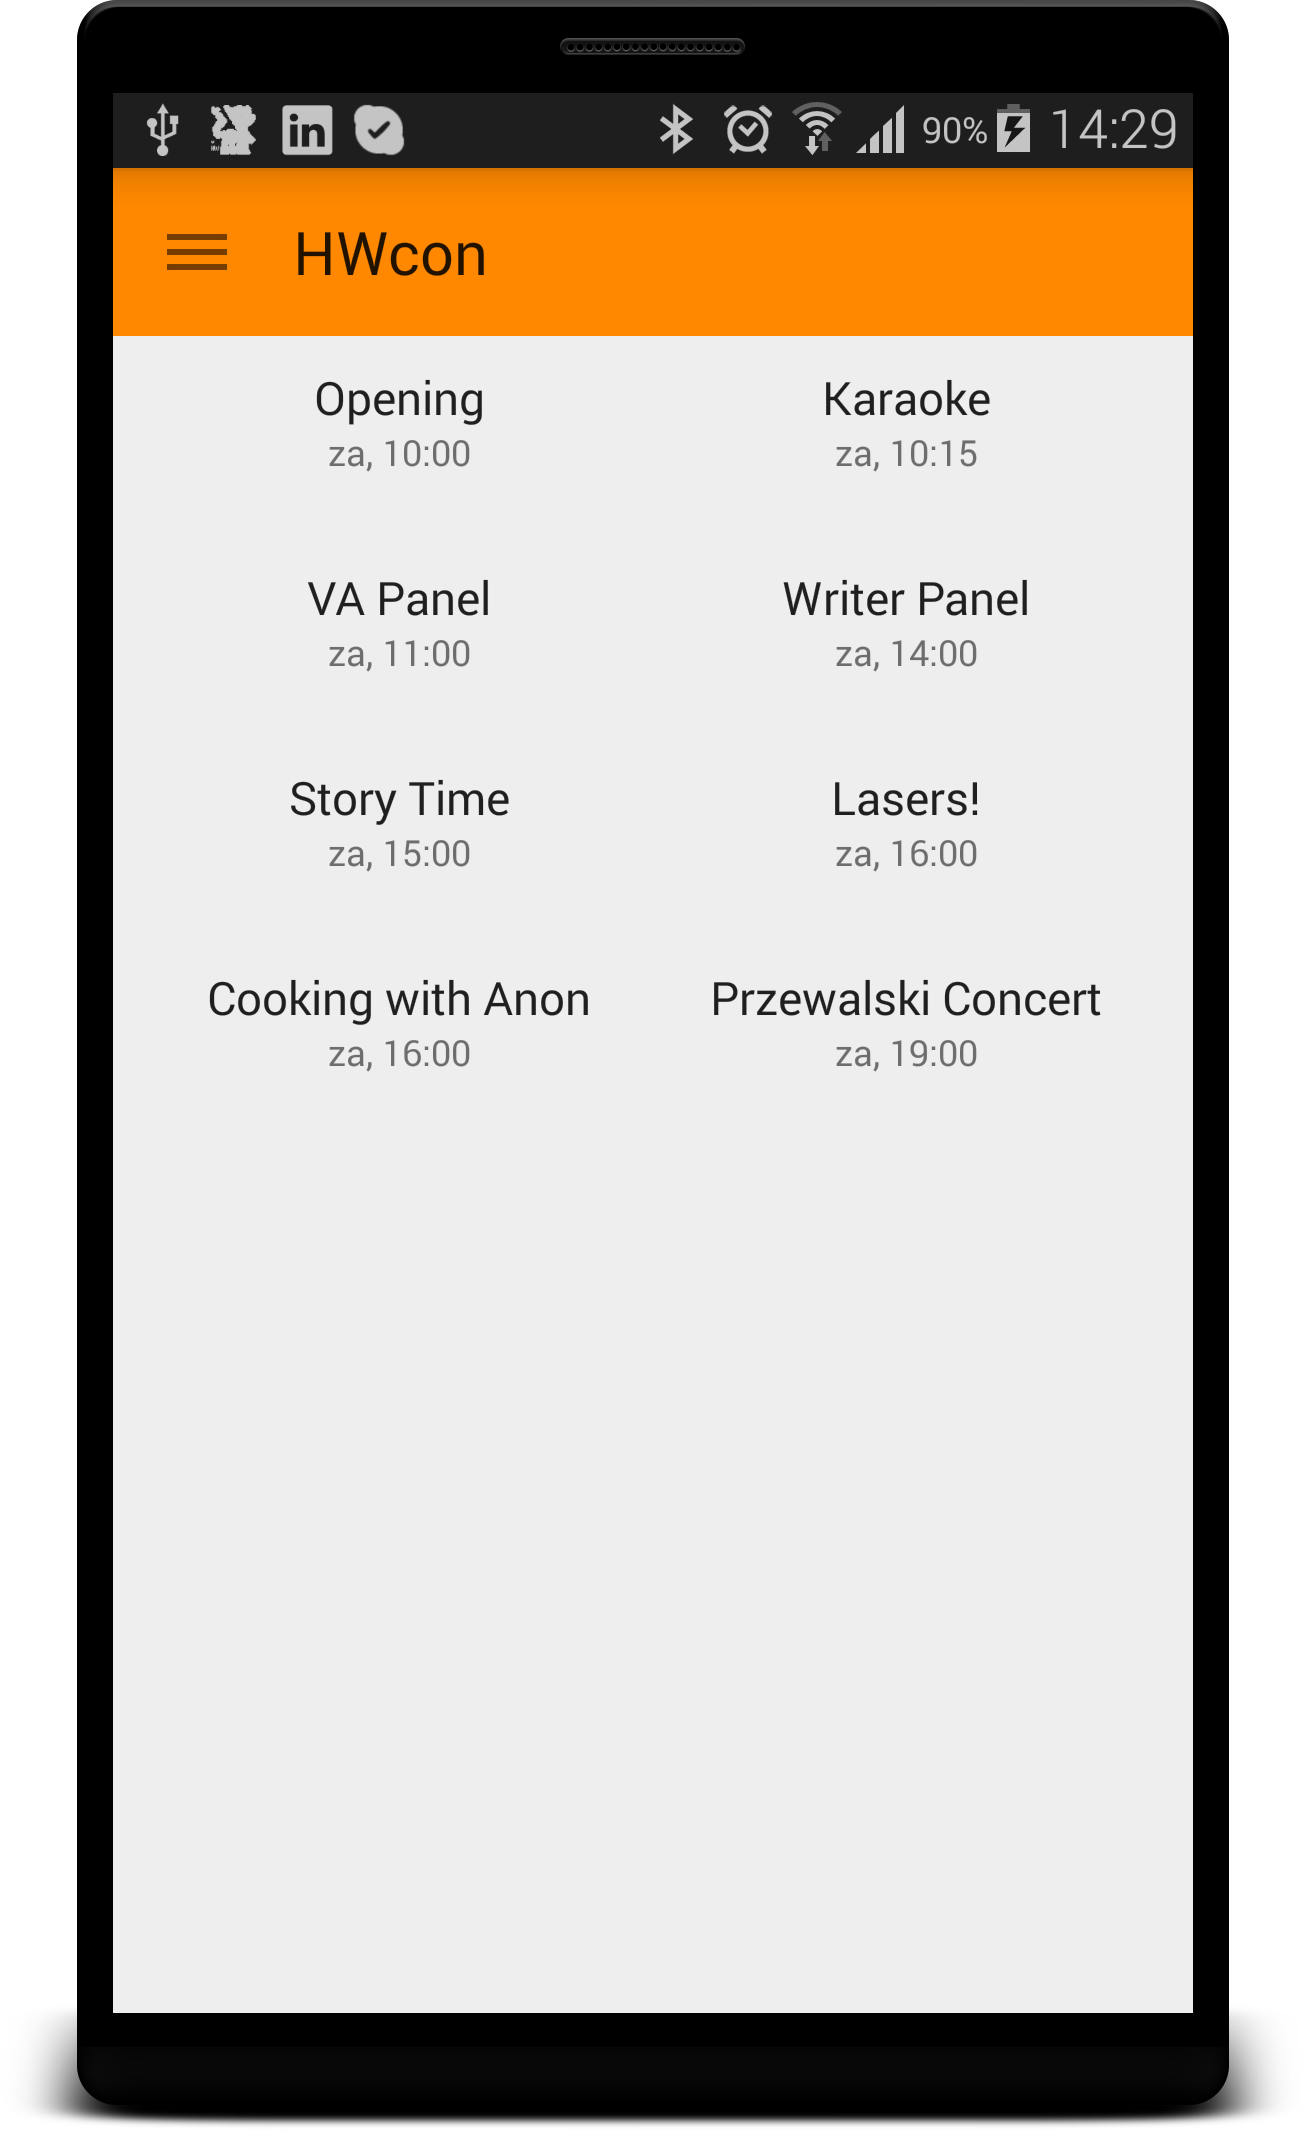 in
90%
14:29
HWcon
Opening
za, 10:00
Karaoke
za, 10:15
VA Panel
za, 11:00
Writer Panel
za, 14:00
Story Time
za, 15:00
Lasers!
za, 16:00
Cooking with Anon
za, 16:00
Przewalski Concert
za, 19:00